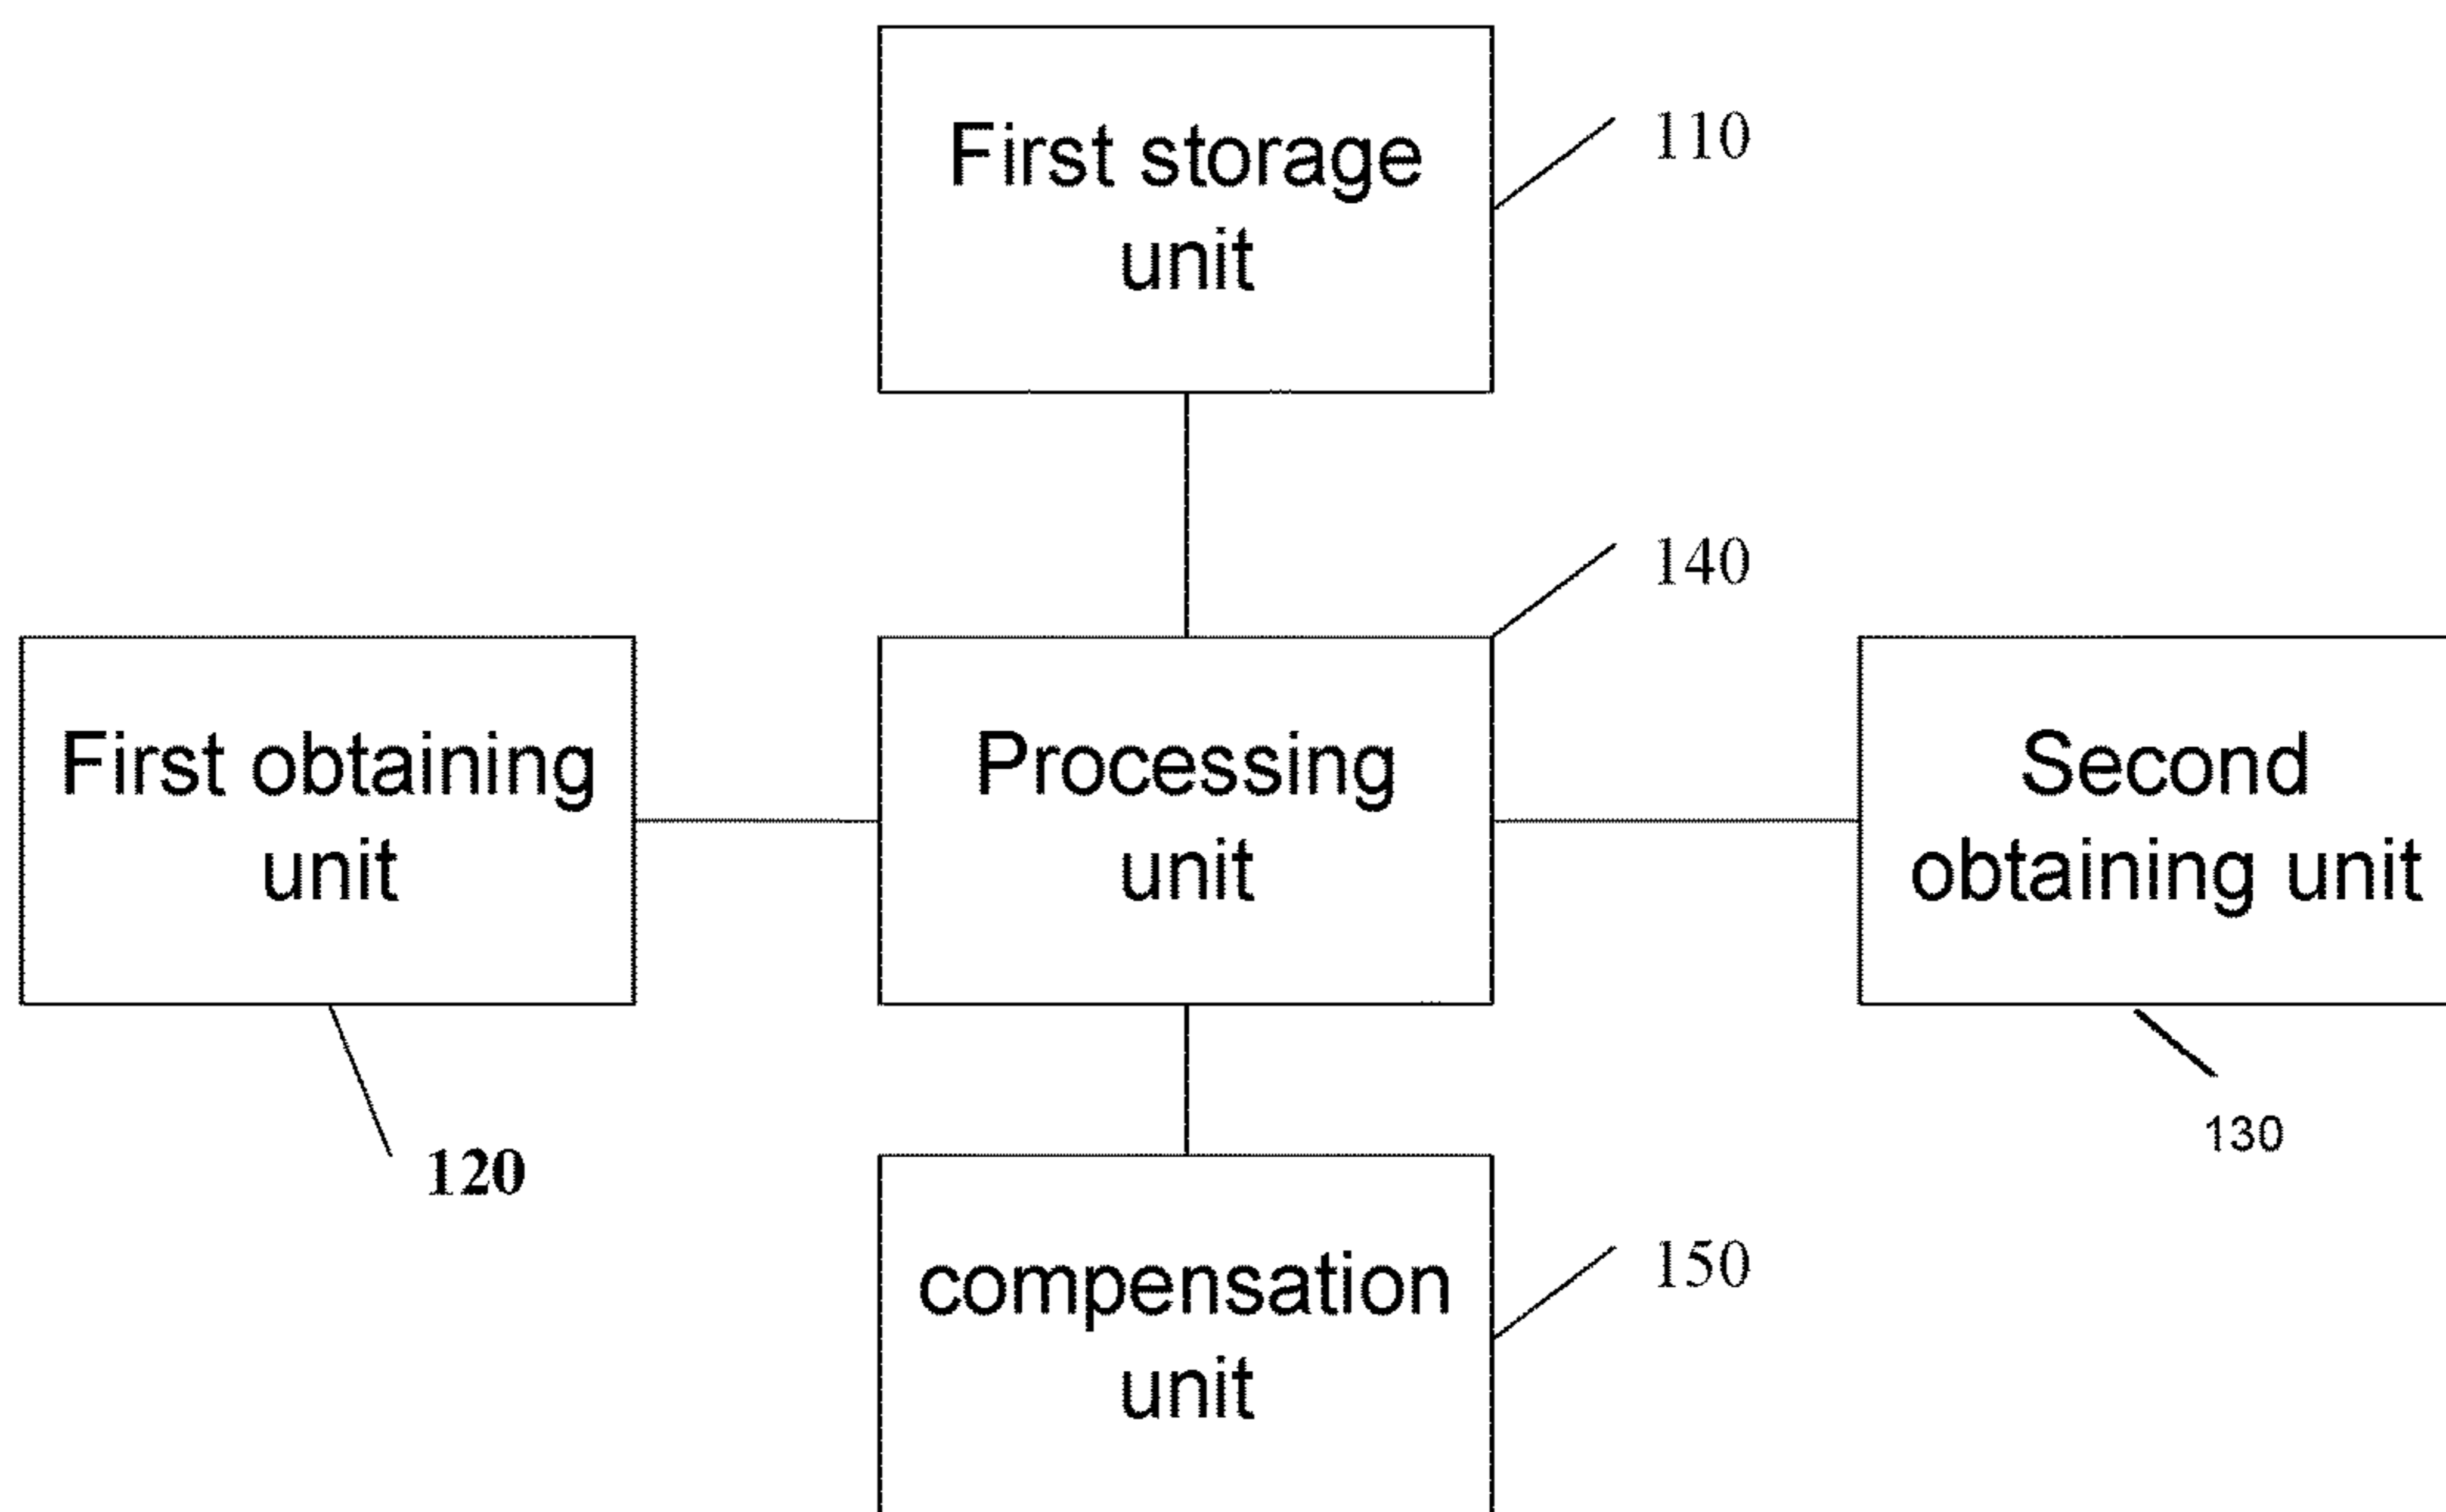 First storage
unit
110
140
First obtaining
unit
Processing
unit
Second
obtaining unit
120
130
compensation
unit
150